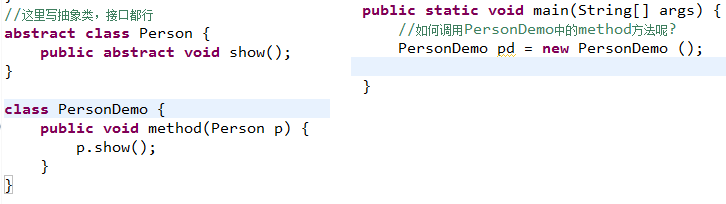 //这里写抽象类，接口都行
abstract class Person {
public abstract void show();
}
class PersonDemo {
public void method(Person p) {
p.show();
}
}
public static void main(String[] args) {
//如何调用PersonDemo中的method方法呢?
PersonDemo pd = new PersonDemo ();
}